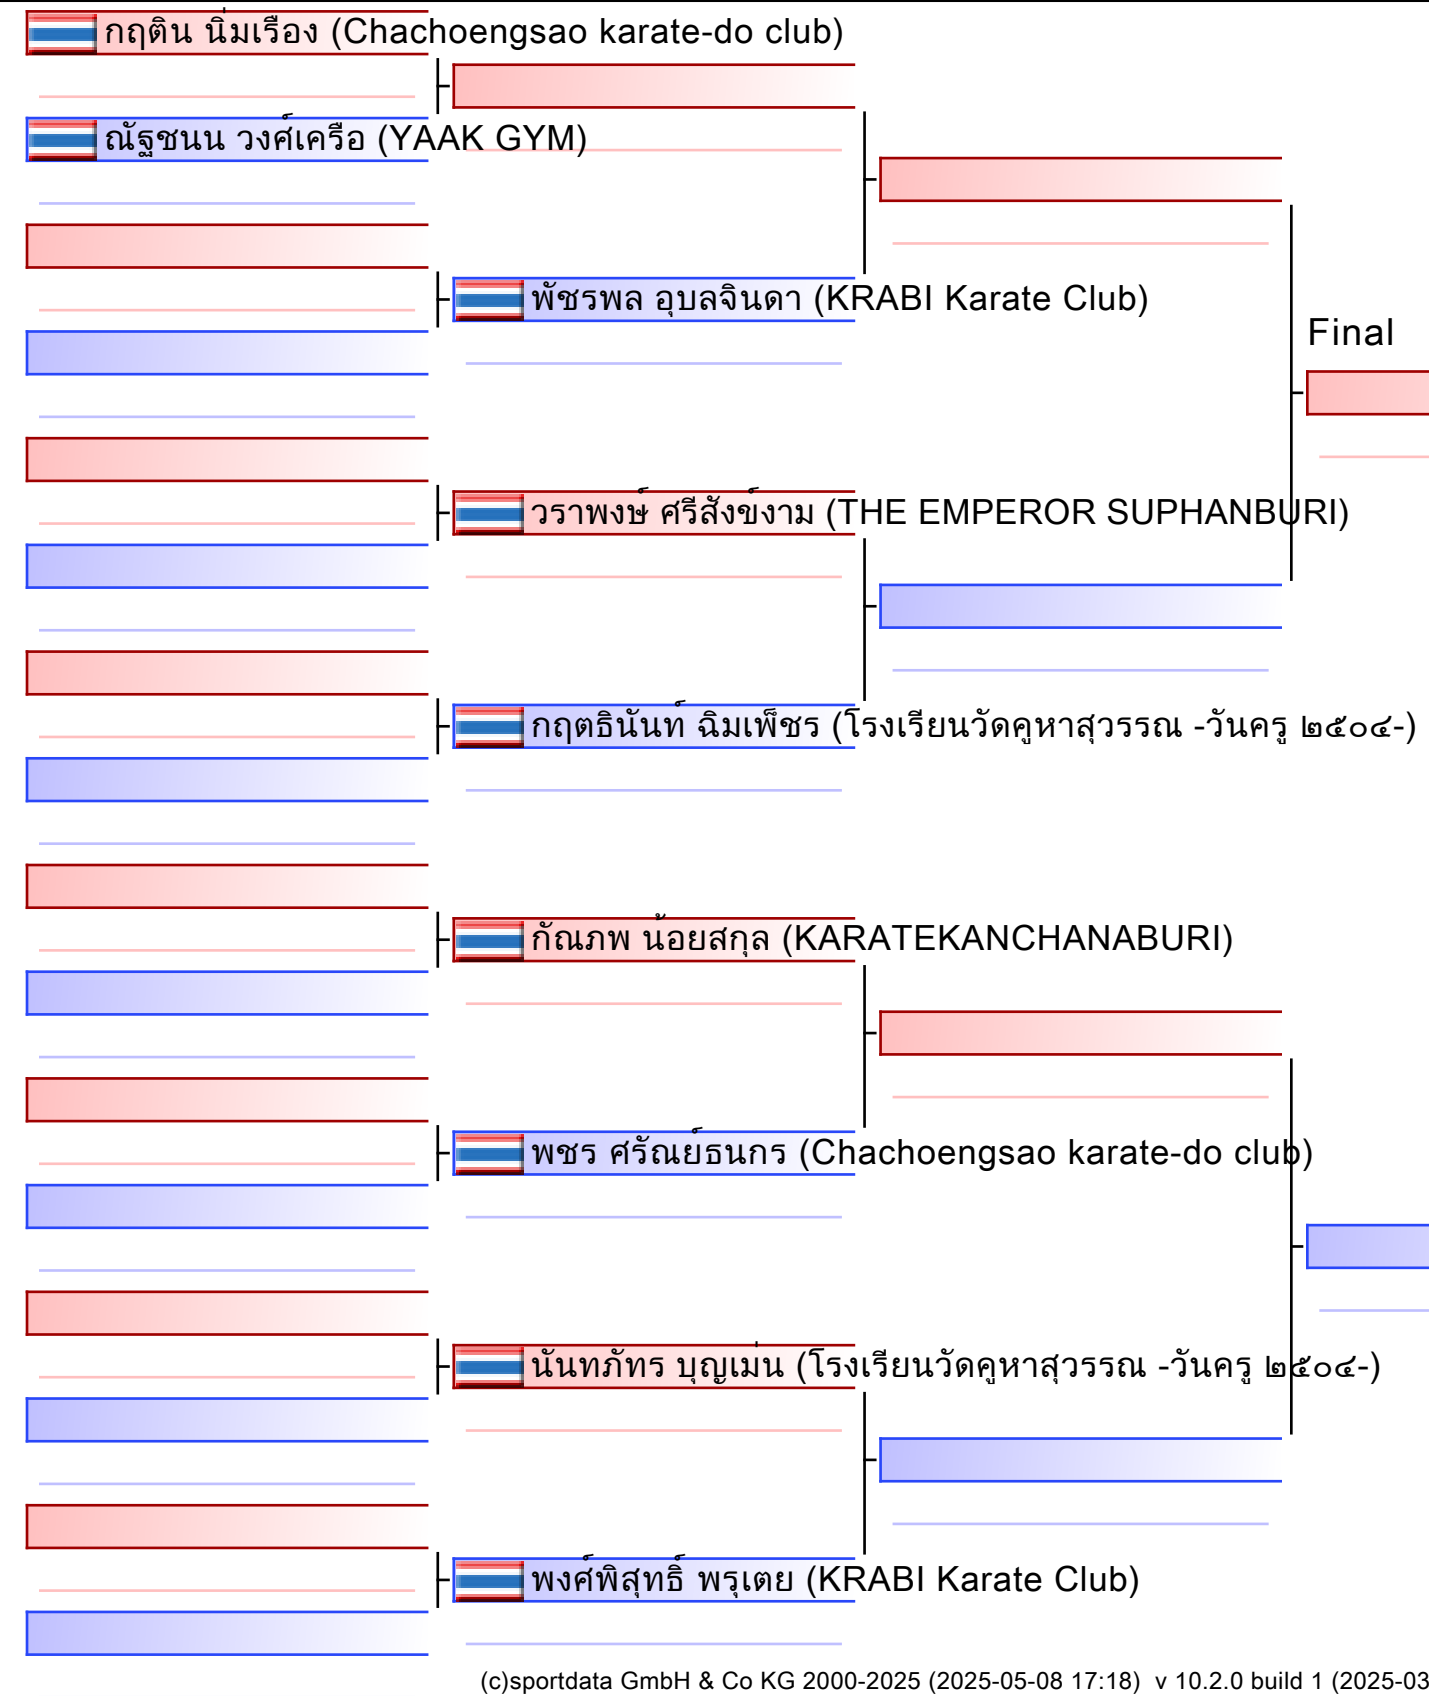 กฤติน นิ่มเรือง (Chachoengsao karate-do club)
ณัฐชนน วงศ์เครือ (YAAK GYM)
พัชรพล อุบลจินดา (KRABI Karate Club)
Final
วราพงษ์ ศรีสังข์งาม (THE EMPEROR SUPHANBURI)
กฤตธินันท์ ฉิมเพ็ชร (โรงเรียนวัดคูหาสุวรรณ -วันครู ๒๕๐๔-)
กัณภพ น้อยสกุล (KARATEKANCHANABURI)
พชร ศรัณย์ธนกร (Chachoengsao karate-do club)
นันทภัทร บุญเม่น (โรงเรียนวัดคูหาสุวรรณ -วันครู ๒๕๐๔-)
พงศ์พิสุทธิ์ พรุเตย (KRABI Karate Club)
(c)sportdata GmbH & Co KG 2000-2025 (2025-05-08 17:18) v 10.2.0 build 1 (2025-03